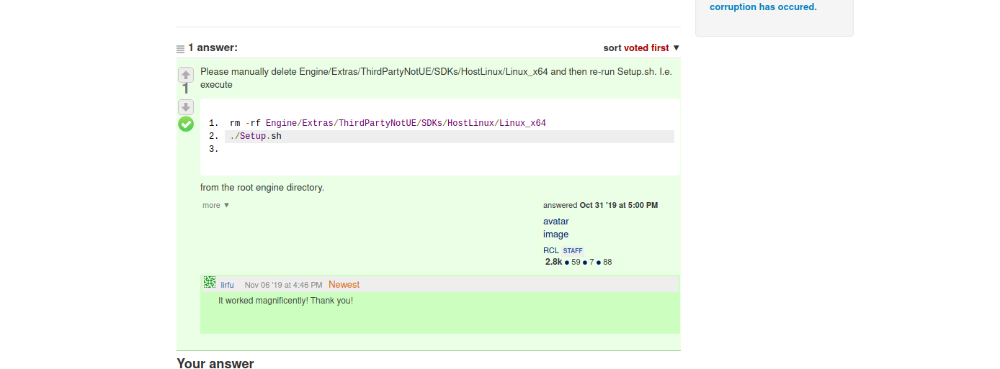 corruption has occured.
1 answer:
sort voted first ▼
Please manually delete Engine/Extras/ThirdPartyNotUE/SDKs/HostLinux/Linux_x64 and then re-run Setup.sh. I.e.
execute
1
1. rm -rf Engine/Extras/ThirdPartyNotUE/SDKs/HostLinux/Linux_x64
2. ./Setup.sh
3.
from the root engine directory.
more ▼
answered Oct 31 '19 at 5:00 PM
avatar
image
RCL STAFF
2.8k ● 59 ● 7 ● 88
lirfu Nov 06 '19 at 4:46 PM Newest
It worked magnificently! Thank you!
Your answer